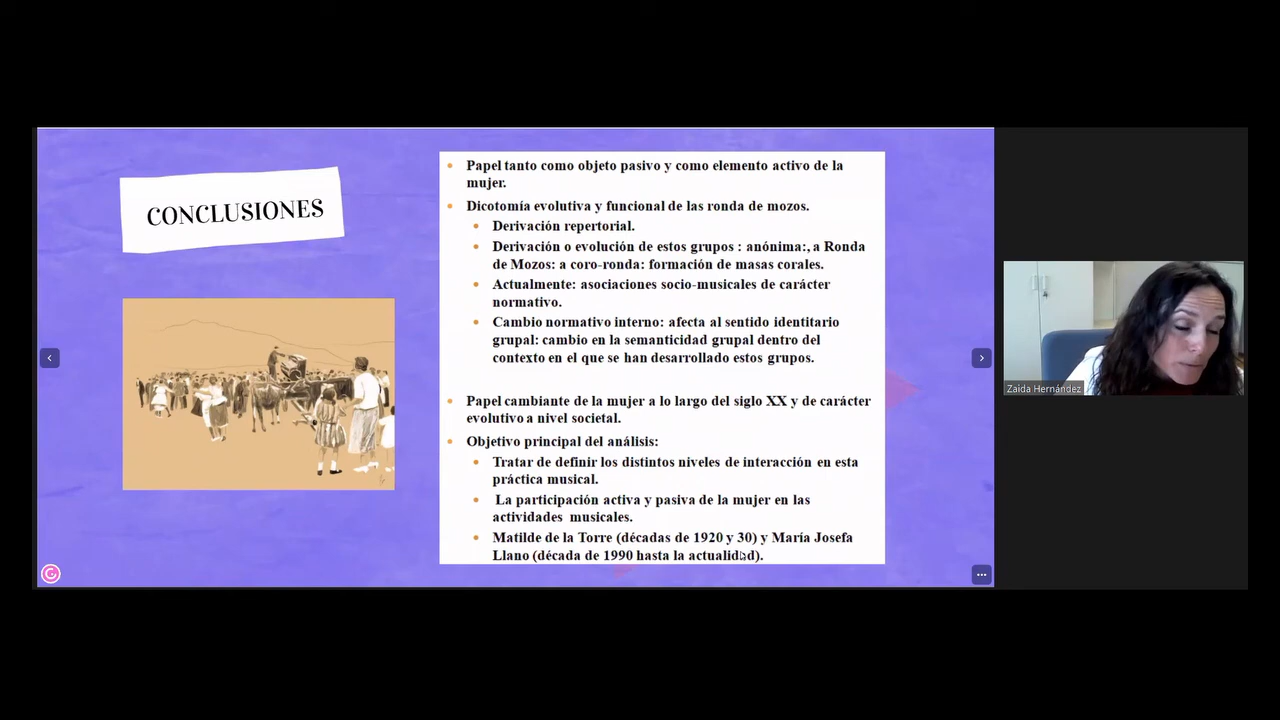 CONCLUSIONES
Papel tanto como objeto pasivo y como elemento activo de la
mujer.
Dicotomía evolutiva y funcional de las ronda de mozos.
Derivación repertorial.
Derivación o evolución de estos grupos : anónima:, a Ronda
de Mozos: a coro-ronda: formación de masas corales.
Actualmente: asociaciones socio-musicales de carácter
normativo.
Cambio normativo interno: afecta al sentido identitario
grupal: cambio en la semanticidad grupal dentro del
contexto en el que se han desarrollado estos grupos.
Papel cambiante de la mujer a lo largo del siglo XX y de carácter
evolutivo a nivel societal.
Objetivo principal del análisis:
Tratar de definir los distintos niveles de interacción en esta
práctica musical.
La participación activa y pasiva de la mujer en las
actividades musicales.
Matilde de la Torre (décadas de 1920 y 30) y María Josefa
Llano (década de 1990 hasta la actualidad).
Zaida Hernández